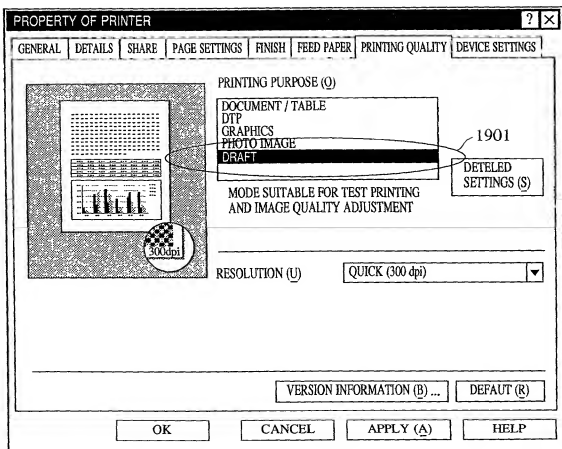 PROPERTY OF PRINTER ? ×
GENERAL DETAILS SHARE PAGE SETTINGS FINISH FEED PAPER PRINTING QUALITY DEVICE SETTINGS
PRINTING PURPOSE (O)
DOCUMENT / TABLE
DTP
GRAPHICS
PHOTO IMAGE
DRAFT
1901
DETELED
SETTINGS (S)
MODE SUITABLE FOR TEST PRINTING
AND IMAGE QUALITY ADJUSTMENT
300dpi
RESOLUTION (U) QUICK (300 dpi)
VERSION INFORMATION (B) ... DEFAUT (R)
OK CANCEL APPLY (A) HELP